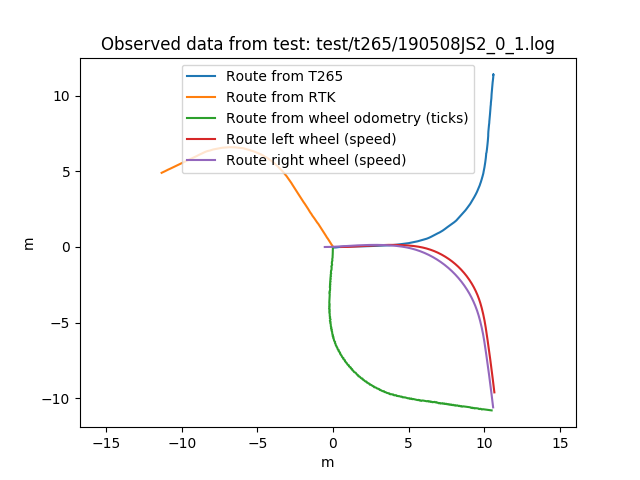 Observed data from test: test/t265/190508JS2_0_1.log
Route from T265
Route from RTK
Route from wheel odometry (ticks)
Route left wheel (speed)
Route right wheel (speed)
10
5
0
−5
−10
m
−15
−10
−5
0
5
10
15
m